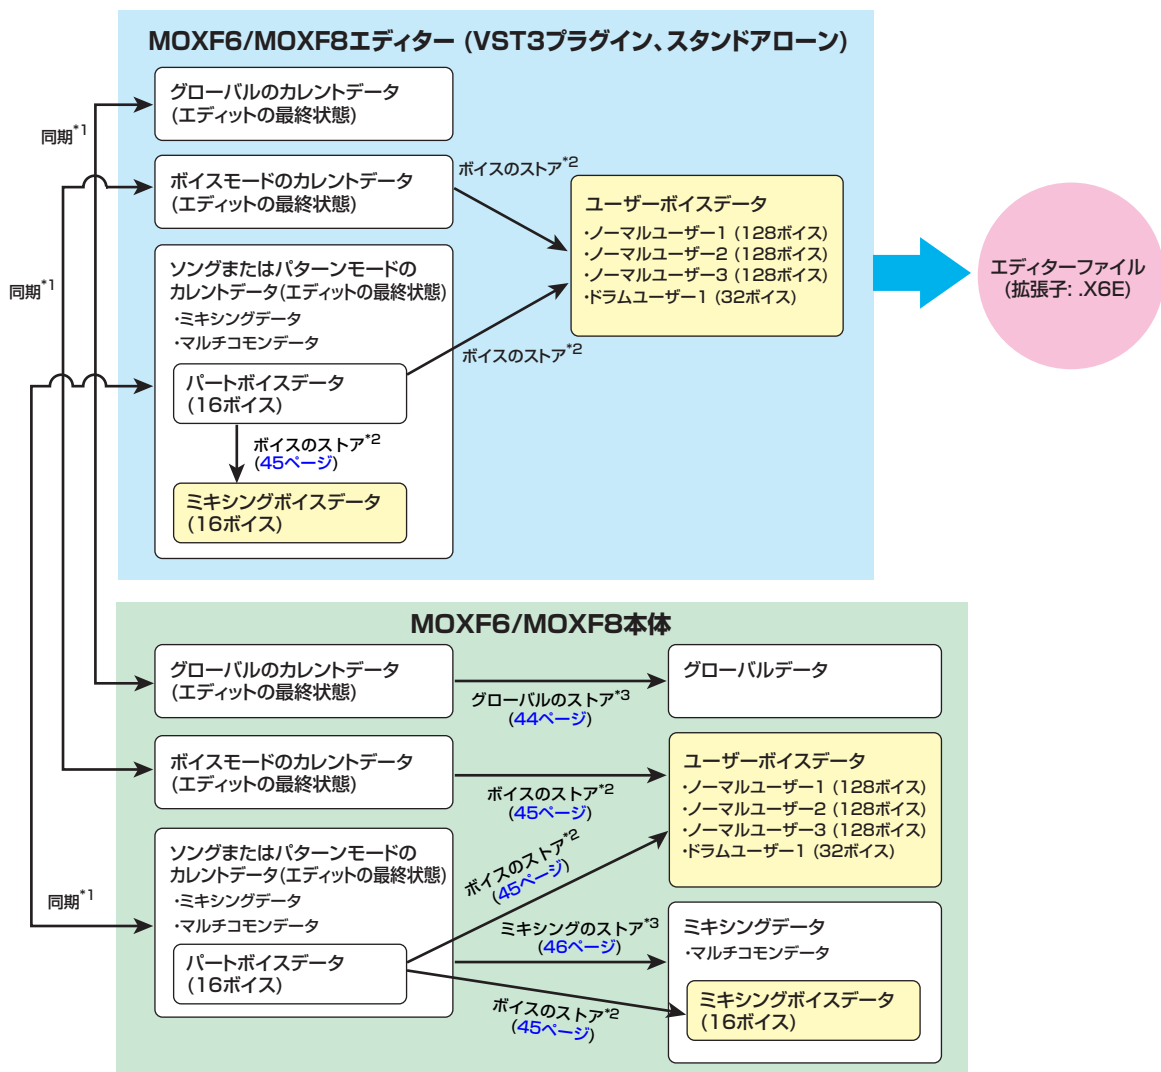 MOXF6/MOXF8エディター (VST3プラグイン、スタンドアローン)
グローバルのカレントデータ
(エディットの最終状態)
同期*1
ボイスモードのカレントデータ
(エディットの最終状態)
ボイスのストア*2
ユーザーボイスデータ
・ノーマルユーザー1 (128ボイス)
・ノーマルユーザー2 (128ボイス)
・ノーマルユーザー3 (128ボイス)
・ドラムユーザー1 (32ボイス)
エディターファイル
(拡張子: .X6E)
同期*1
ソングまたはパターンモードの
カレントデータ(エディットの最終状態)
・ミキシングデータ
・マルチコモンデータ
ボイスのストア*2
パートボイスデータ
(16ボイス)
ボイスのストア*2
(45ページ)
ミキシングボイスデータ
(16ボイス)
MOXF6/MOXF8本体
グローバルのカレントデータ
(エディットの最終状態)
グローバルのストア*3
(44ページ)
グローバルデータ
ボイスモードのカレントデータ
(エディットの最終状態)
ボイスのストア*2
(45ページ)
ユーザーボイスデータ
・ノーマルユーザー1 (128ボイス)
・ノーマルユーザー2 (128ボイス)
・ノーマルユーザー3 (128ボイス)
・ドラムユーザー1 (32ボイス)
同期*1
ソングまたはパターンモードの
カレントデータ(エディットの最終状態)
・ミキシングデータ
・マルチコモンデータ
パートボイスデータ
(16ボイス)
ボイスのストア*2
(45ページ)
ミキシングのストア*3
(46ページ)
ボイスのストア*2
(45ページ)
ミキシングデータ
・マルチコモンデータ
ミキシングボイスデータ
(16ボイス)